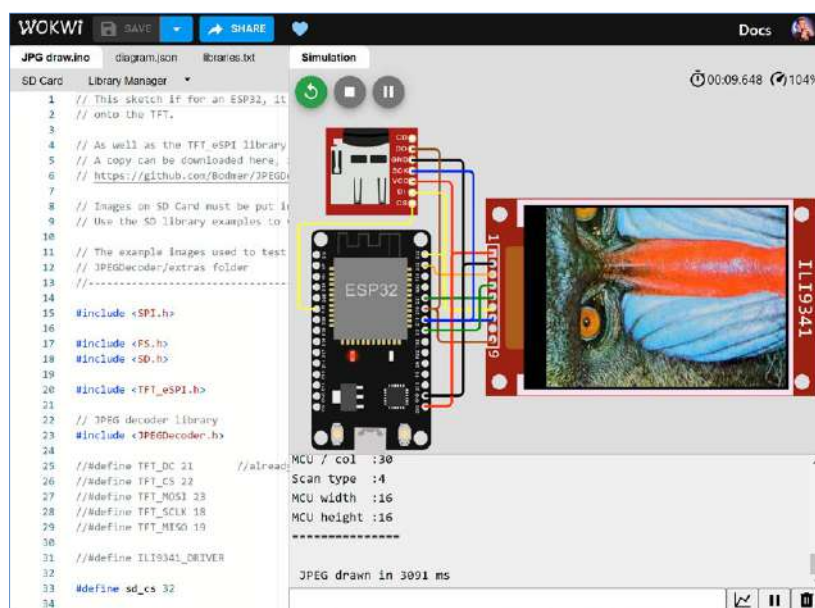 WOKWi
SAVE
SHARE
Docs
JPG draw.ino
diagram.json
libraries.txt
Simulation
SD Card
Library Manager
00:09.648
104%
1 // This sketch if for an ESP32, it
2 // onto the TFT.
3
4 // As well as the TFT_eSPI library
5 // A copy can be downloaded here,
6 // https://github.com/Bodmer/JPEGD
7
8 // Images on SD Card must be put i
9 // Use the SD library examples to
10
11 // The example images used to test
12 // JPEGDecoder/extras folder
13 //----------------------------------
14
15 #include <SPI.h>
16
17 #include <FS.h>
18 #include <SD.h>
19
20 #include <TFT_eSPI.h>
21
22 // JPEG decoder library
23 #include <JPEGDecoder.h>
24
25 //#define TFT_DC 21 //already
26 //#define TFT_CS 22
27 //#define TFT_MOSI 23
28 //#define TFT_SCLK 18
29 //#define TFT_MISO 19
30
31 //#define ILI9341_DRIVER
32
33 #define sd_cs 32
34
CD
DO
GND
SCK
VCC
DI
CS
ESP32
1
9
ILI9341
MCU / col :30
Scan type :4
MCU width :16
MCU height :16
---------------
JPEG drawn in 3091 ms